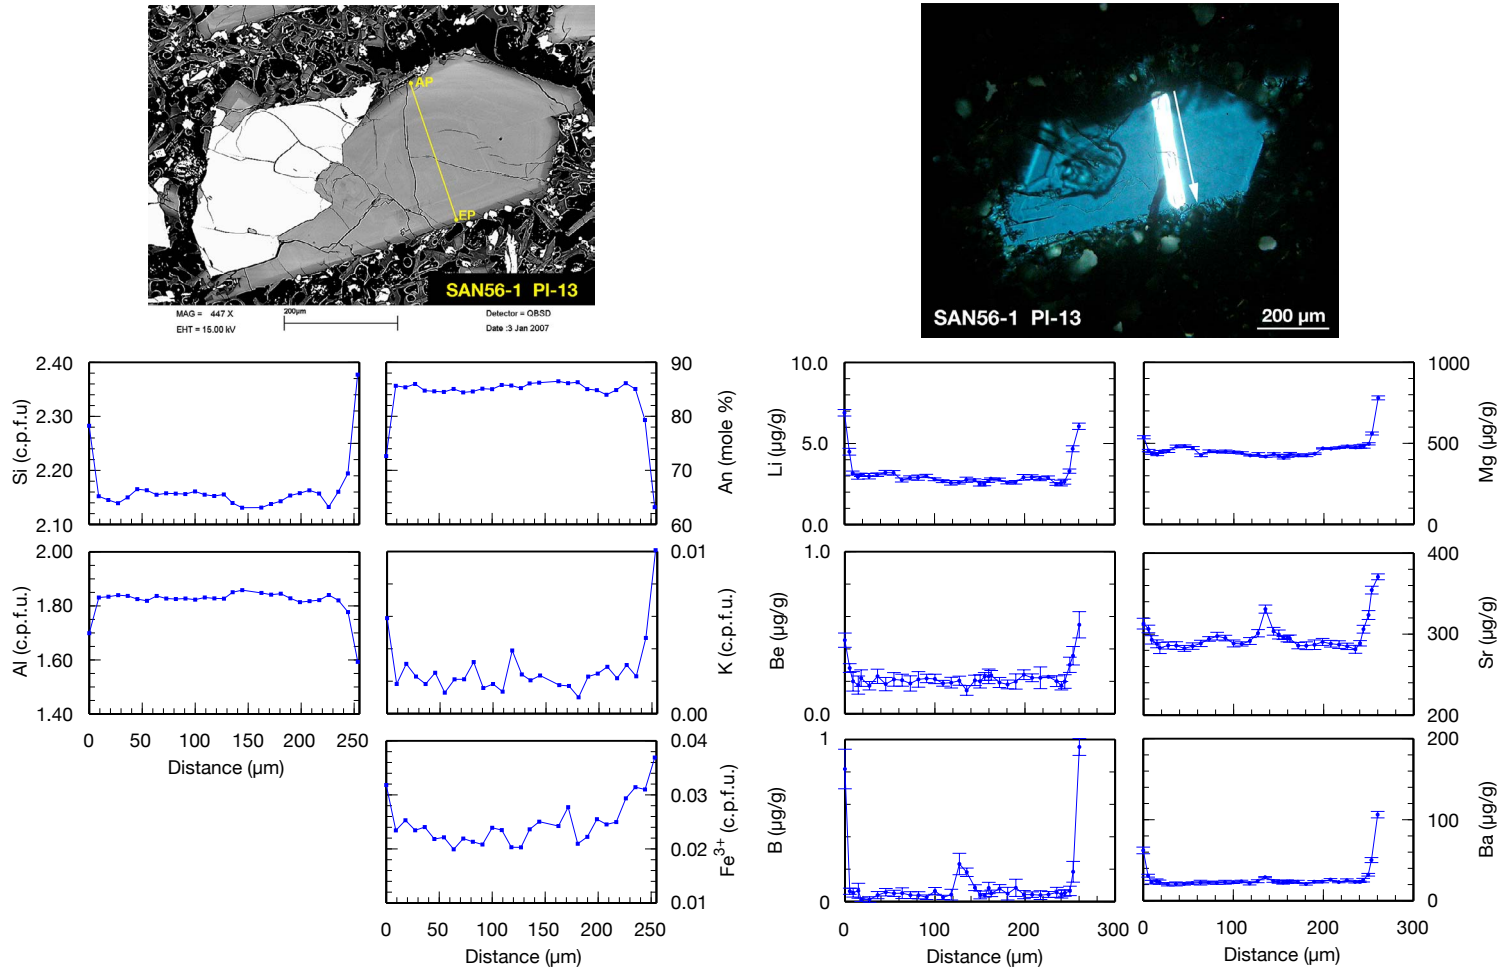 AP
EP
SAN56-1 Pl-13
MAG = 447 X
200µm
Detector = QBSD
EHT = 15.00 kV
Date :3 Jan 2007
SAN56-1 Pl-13
200 µm
2.40
2.30
2.20
2.10
Si (c.p.f.u)
90
80
70
60
An (mole %)
10.0
5.0
0.0
Li (µg/g)
1000
500
0
Mg (µg/g)
2.00
1.80
1.60
1.40
Al (c.p.f.u.)
0 50 100 150 200 250
Distance (µm)
0.01
0.00
K (c.p.f.u.)
1.0
0.0
Be (µg/g)
400
300
200
Sr (µg/g)
0.04
0.03
0.02
0.01
Fe3+ (c.p.f.u.)
0 50 100 150 200 250
Distance (µm)
1
0
B (µg/g)
0 100 200 300
Distance (µm)
200
100
0
Ba (µg/g)
0 100 200 300
Distance (µm)